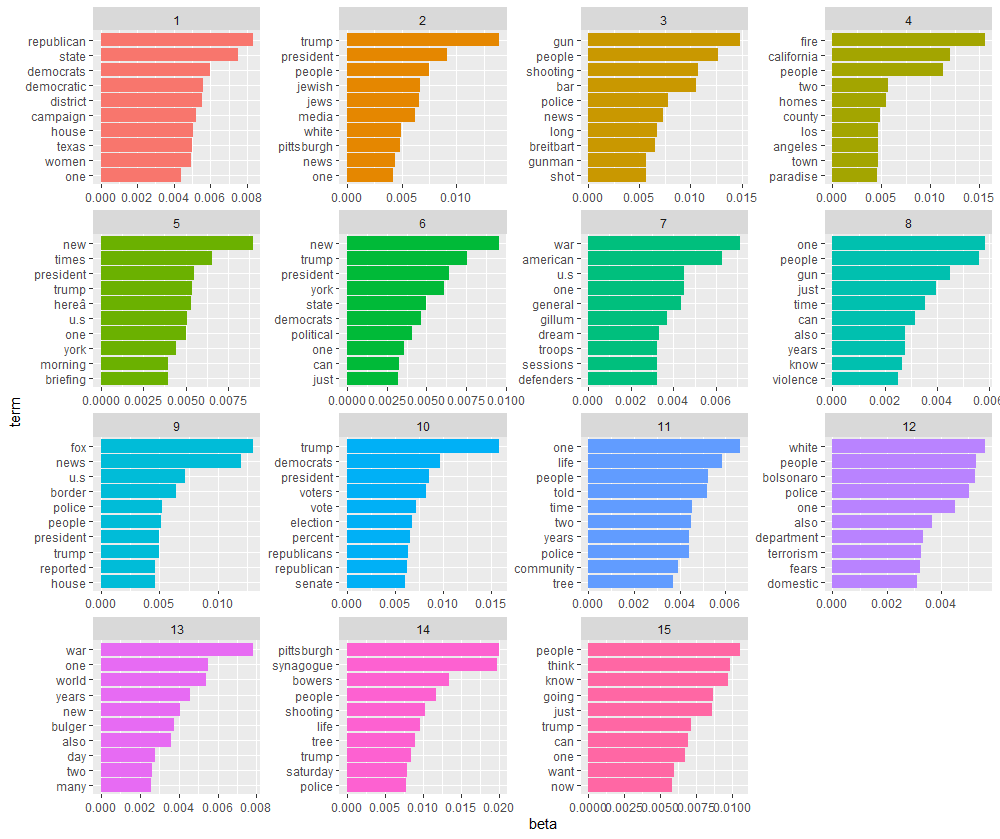 1
republican
state
democrats
democratic
district
campaign
house
texas
women
one
0.000 0.002 0.004 0.006 0.008
2
trump
president
people
jewish
jews
media
white
pittsburgh
news
one
0.000 0.005 0.010
3
gun
people
shooting
bar
police
news
long
breitbart
gunman
shot
0.000 0.005 0.010 0.015
4
fire
california
people
two
homes
county
los
angeles
town
paradise
0.000 0.005 0.010 0.015
5
new
times
president
trump
hereâ
u.s
one
york
morning
briefing
0.0000 0.0025 0.0050 0.0075
6
new
trump
president
york
state
democrats
political
one
can
just
0.0000 0.0025 0.0050 0.0075 0.0100
7
war
american
u.s
one
general
gillum
dream
troops
sessions
defenders
0.000 0.002 0.004 0.006
8
one
people
gun
just
time
can
also
years
know
violence
0.000 0.002 0.004 0.006
9
fox
news
u.s
border
police
people
president
trump
reported
house
0.000 0.005 0.010
10
trump
democrats
president
voters
vote
election
percent
republicans
republican
senate
0.000 0.005 0.010 0.015
11
one
life
people
told
time
two
years
police
community
tree
0.000 0.002 0.004 0.006
12
white
people
bolsonaro
police
one
also
department
terrorism
fears
domestic
0.000 0.002 0.004
13
war
one
world
years
new
bulger
also
day
two
many
0.000 0.002 0.004 0.006 0.008
14
pittsburgh
synagogue
bowers
people
shooting
life
tree
trump
saturday
police
0.000 0.005 0.010 0.015 0.020
15
people
think
know
going
just
trump
can
one
want
now
0.0000 0.0025 0.0050 0.0075 0.0100
term
beta